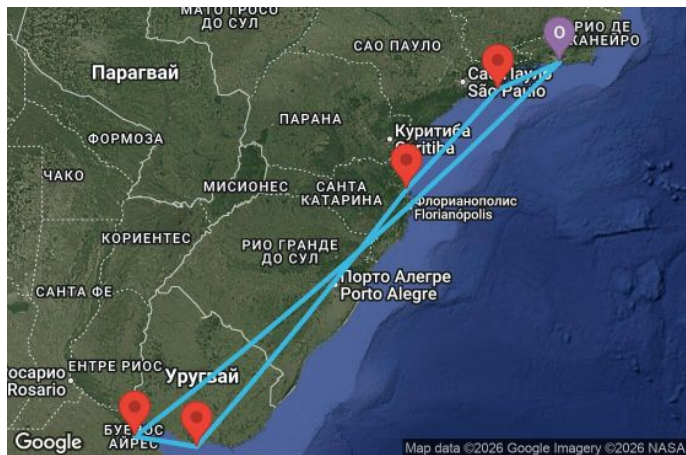 МАТО ГРОСО
ДО СУЛ
РИО ДЕ
ЖАНЕЙРО
O
САО ПАУЛО
Сао Пауло
São Paulo
Парагвай
ПАРАНА
ФОРМОЗА
Куритиба
Curitiba
ЧАКО
МИСИОНЕС
САНТА
КАТАРИНА
Флорианополис
Florianópolis
КОРИЕНТЕС
РИО ГРАНДЕ
ДО СУЛ
Порто Алегре
Porto Alegre
САНТА ФЕ
ЕНТРЕ РИОС
осарио
Rosario
Уругвай
БУЕНОС
АЙРЕС
Google
Map data ©2026 Google Imagery ©2026 NASA